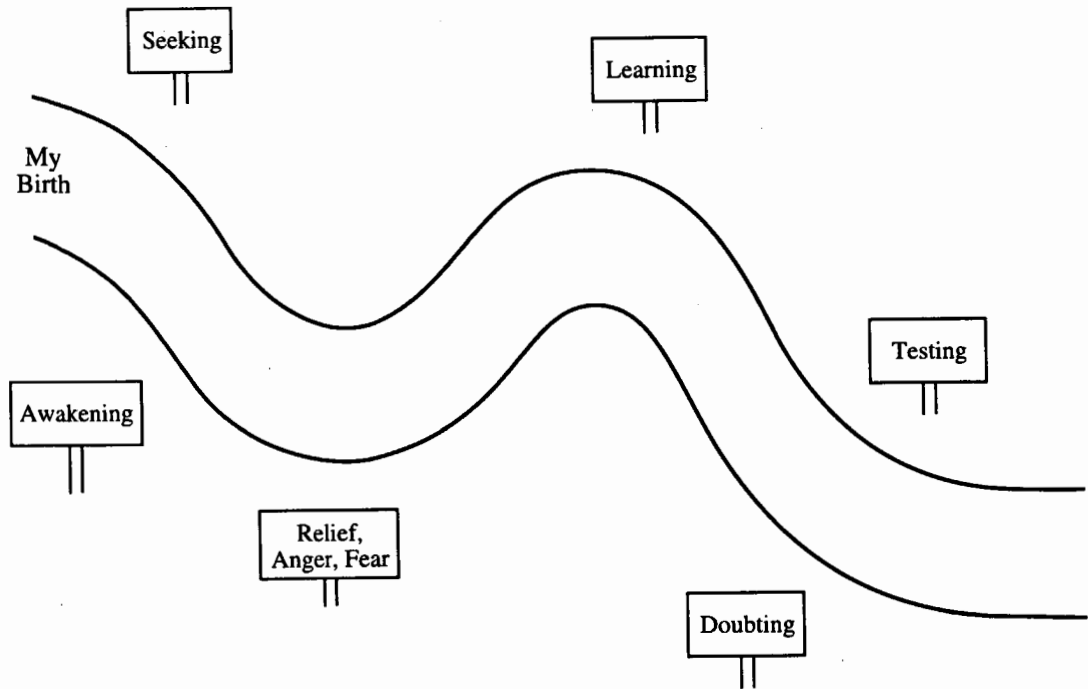 Seeking
Learning
My
Birth
Testing
Awakening
Relief,
Anger, Fear
Doubting